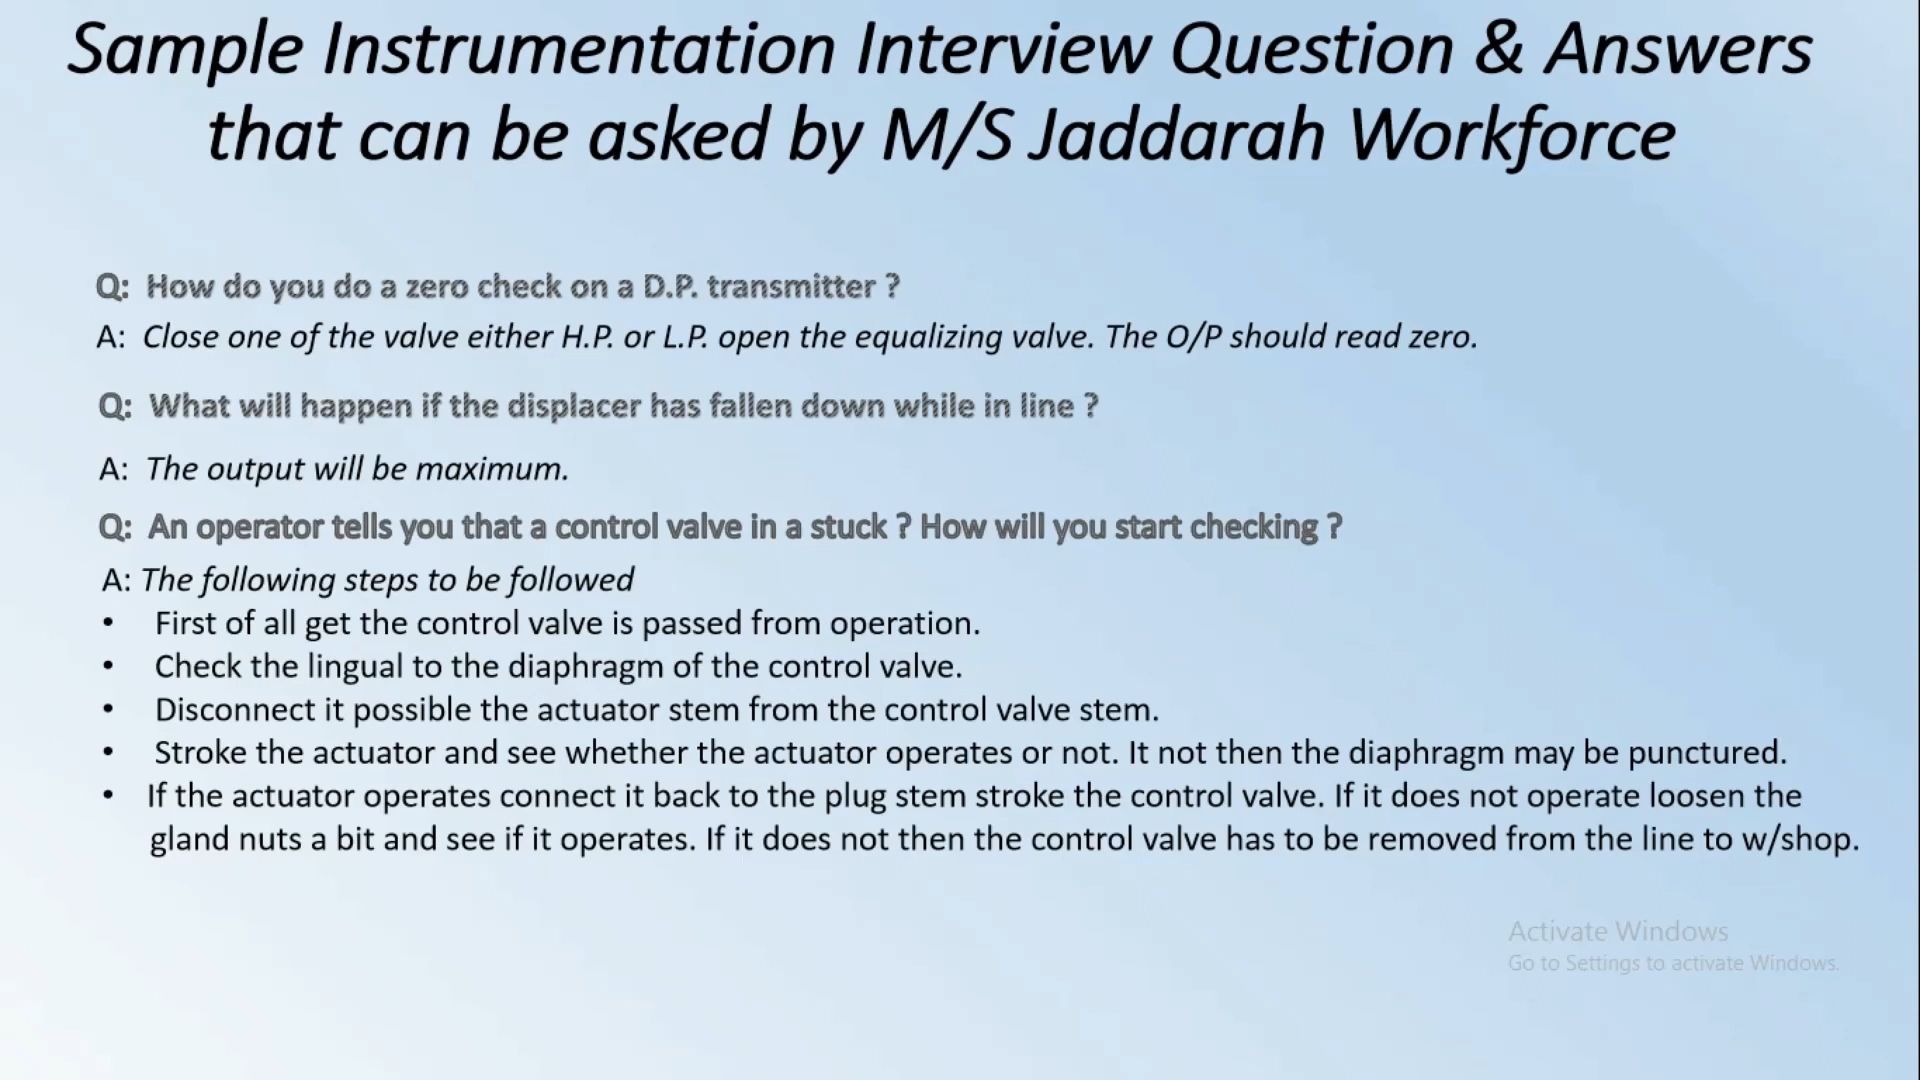 Sample Instrumentation Interview Question & Answers
that can be asked by M/S Jaddarah Workforce
Q: How do you do a zero check on a D.P. transmitter ?
A: Close one of the valve either H.P. or L.P. open the equalizing valve. The O/P should read zero.
Q: What will happen if the displacer has fallen down while in line ?
A: The output will be maximum.
Q: An operator tells you that a control valve in a stuck ? How will you start checking ?
A: The following steps to be followed
• First of all get the control valve is passed from operation.
• Check the lingual to the diaphragm of the control valve.
• Disconnect it possible the actuator stem from the control valve stem.
• Stroke the actuator and see whether the actuator operates or not. It not then the diaphragm may be punctured.
• If the actuator operates connect it back to the plug stem stroke the control valve. If it does not operate loosen the
gland nuts a bit and see if it operates. If it does not then the control valve has to be removed from the line to w/shop.
Activate Windows
Go to Settings to activate Windows.